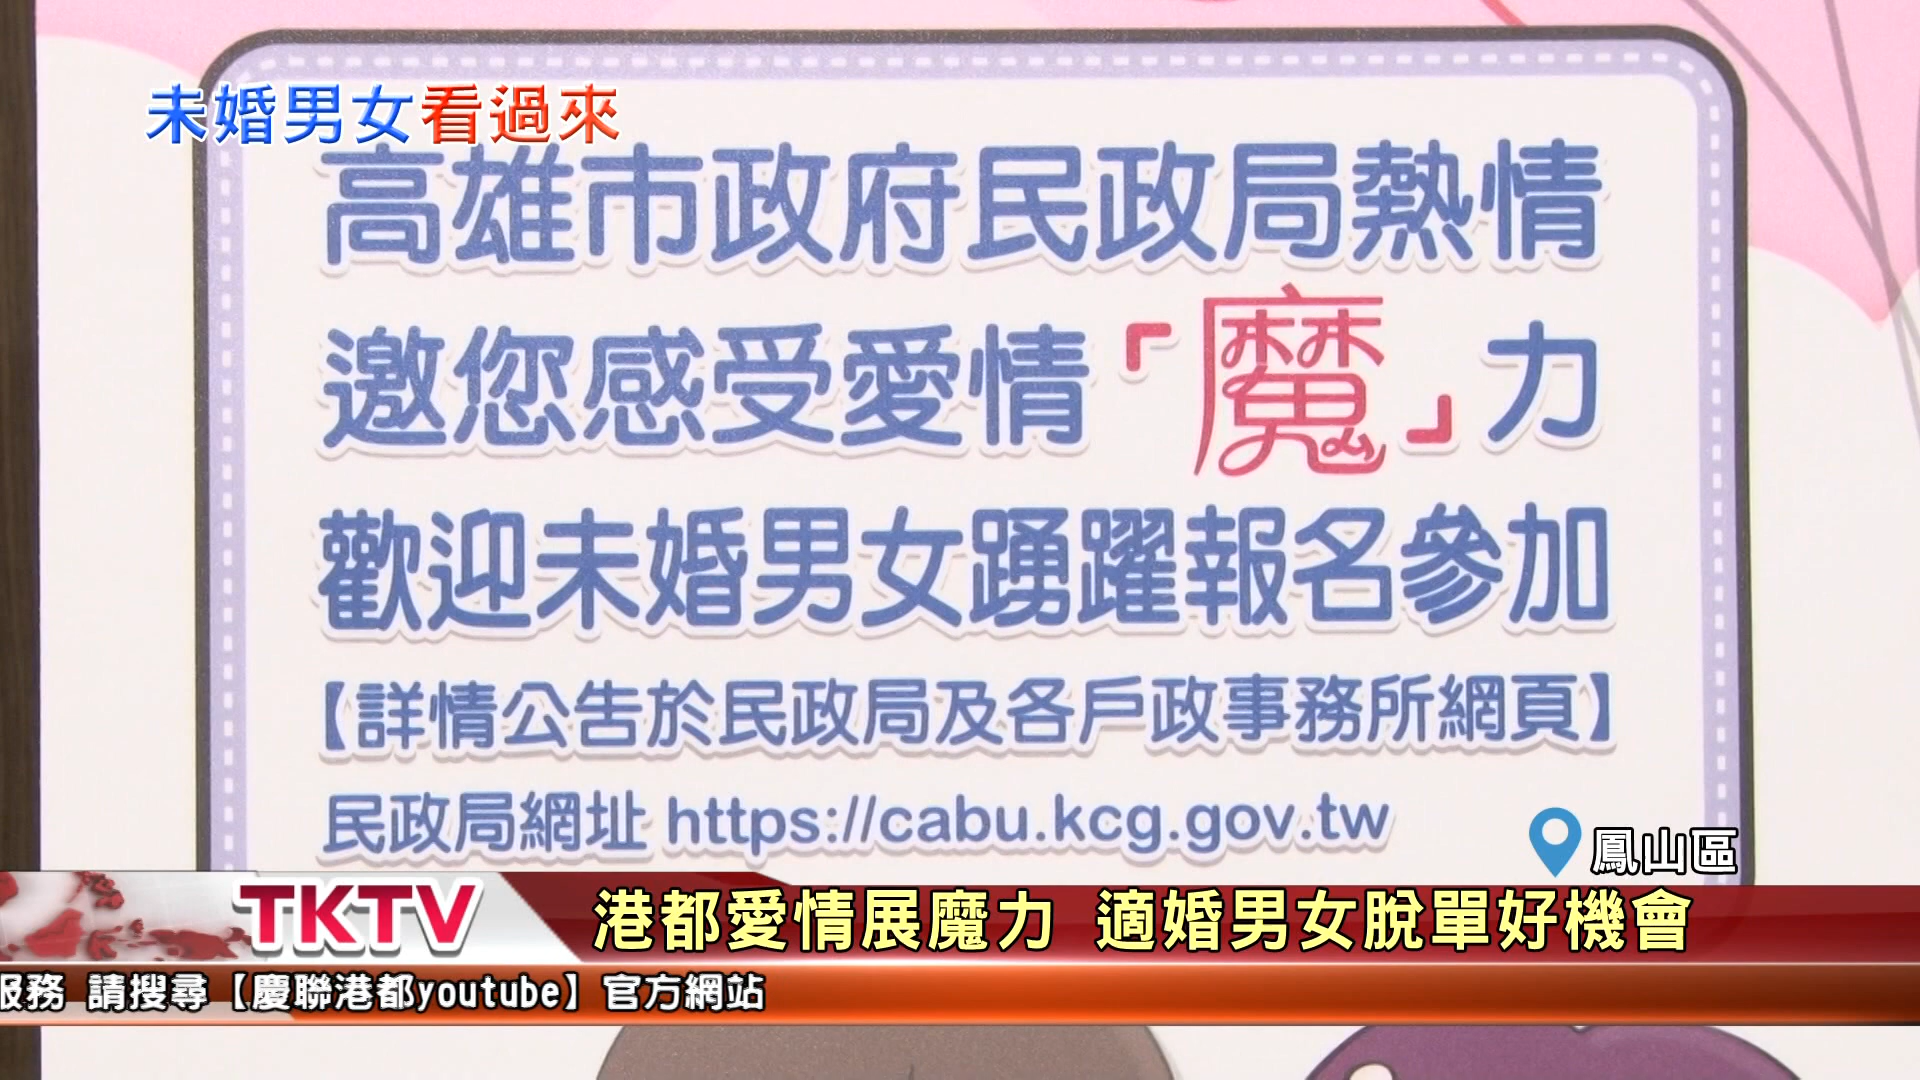 未婚男女看過來
高雄市政府民政局熱情
邀您感受愛情「魔」力
歡迎未婚男女踴躍報名參加
【詳情公告於民政局及各戶政事務所網頁】
民政局網址 https://cabu.kcg.gov.tw
鳳山區
TKTV
港都愛情展魔力 適婚男女脫單好機會
服務 請搜尋【慶聯港都youtube】官方網站